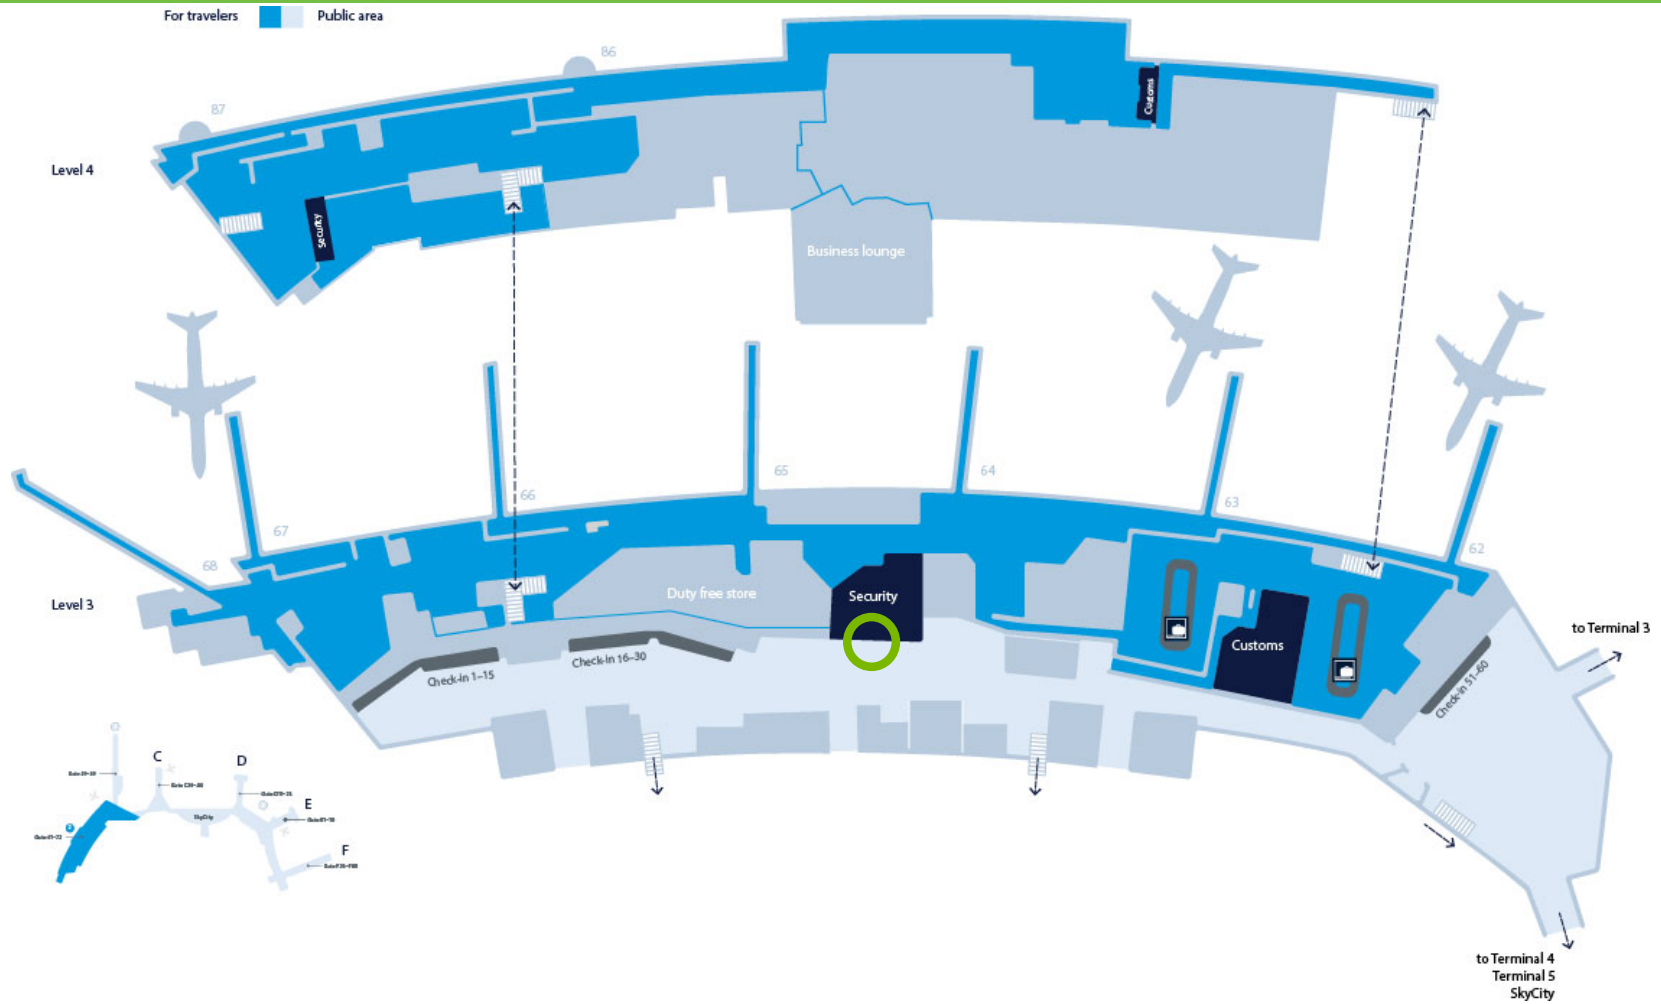 For travelers
Public area
86
87
Customs
Level 4
Security
Business lounge
65
64
66
63
67
62
68
Duty free store
Security
Level 3
to Terminal 3
Customs
Check-in 16–30
Check-in 1–15
Check-in 51–60
C
D
E
SkyCity
F
to Terminal 4
Terminal 5
SkyCity